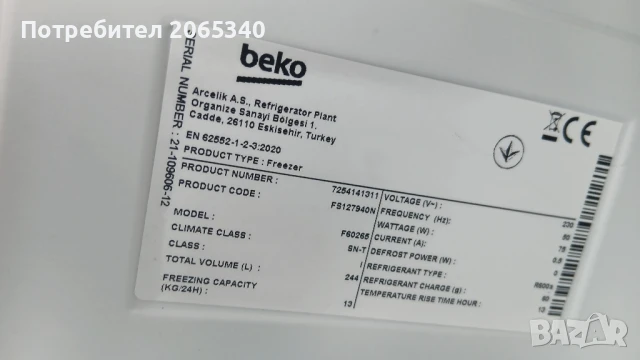 Потребител 2065340
beko
Arcelik A.S., Refrigerator Plant
Organize Sanayi Bolgesi 1.
Cadde, 26110 Eskisehir, Turkey
EN 62552-1-2-3:2020
PRODUCT TYPE : Freezer
PRODUCT NUMBER : 7254141311
PRODUCT CODE : FS127940N
MODEL : F60265
CLIMATE CLASS : SN-T
CLASS : I
TOTAL VOLUME (L) : 244
FREEZING CAPACITY (KG/24H) : 13
VOLTAGE (V~) : 230
FREQUENCY (Hz): 50
WATTAGE (W) : 75
CURRENT (A): 0.5
DEFROST POWER (W) : 0
REFRIGERANT TYPE : R600a
REFRIGERANT CHARGE (g) : 60
TEMPERATURE RISE TIME HOUR : 12
SERIAL NUMBER : 21-109606-12
CE
BAZAR